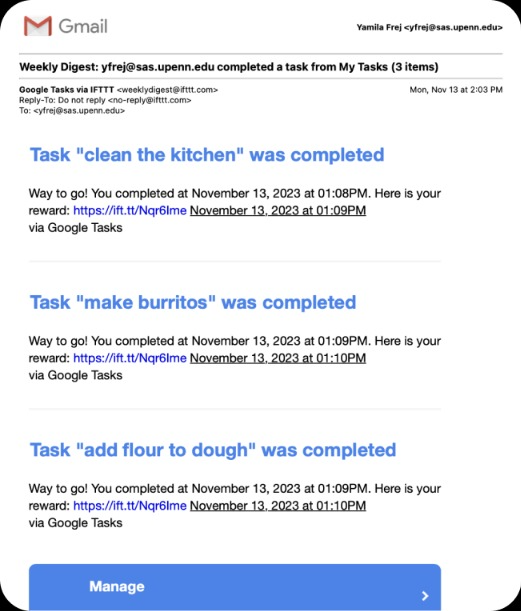 Gmail
Yamila Frej <yfrej@sas.upenn.edu>
Weekly Digest: yfrej@sas.upenn.edu completed a task from My Tasks (3 items)
Google Tasks via IFTTT <weeklydigest@ifttt.com>
Mon, Nov 13 at 2:03 PM
Reply-To: Do not reply <no-reply@ifttt.com>
To: <yfrej@sas.upenn.edu>
Task "clean the kitchen" was completed
Way to go! You completed at November 13, 2023 at 01:08PM. Here is your
reward: https://ift.tt/Nqr6lme November 13, 2023 at 01:09PM
via Google Tasks
Task "make burritos" was completed
Way to go! You completed at November 13, 2023 at 01:09PM. Here is your
reward: https://ift.tt/Nqr6lme November 13, 2023 at 01:10PM
via Google Tasks
Task "add flour to dough" was completed
Way to go! You completed at November 13, 2023 at 01:09PM. Here is your
reward: https://ift.tt/Nqr6lme November 13, 2023 at 01:10PM
via Google Tasks
Manage